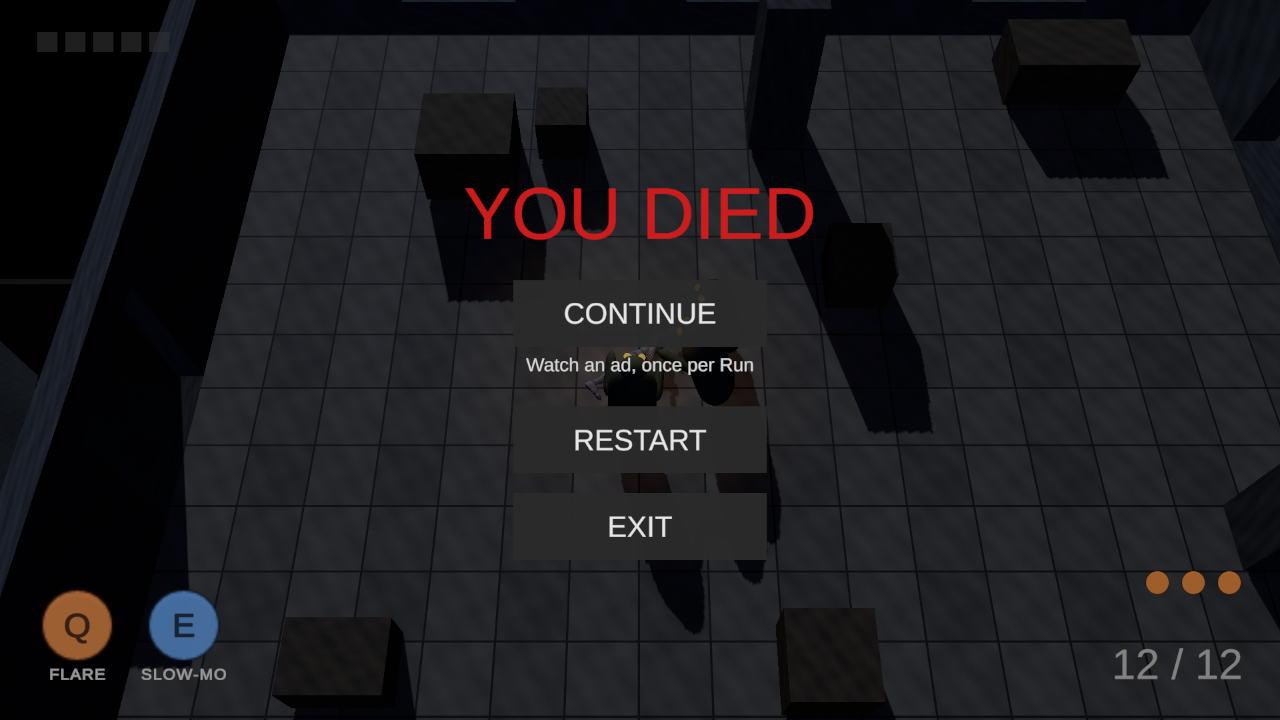 YOU DIED
CONTINUE
Watch an ad, once per Run
RESTART
EXIT
Q
E
FLARE
SLOW-MO
12 / 12